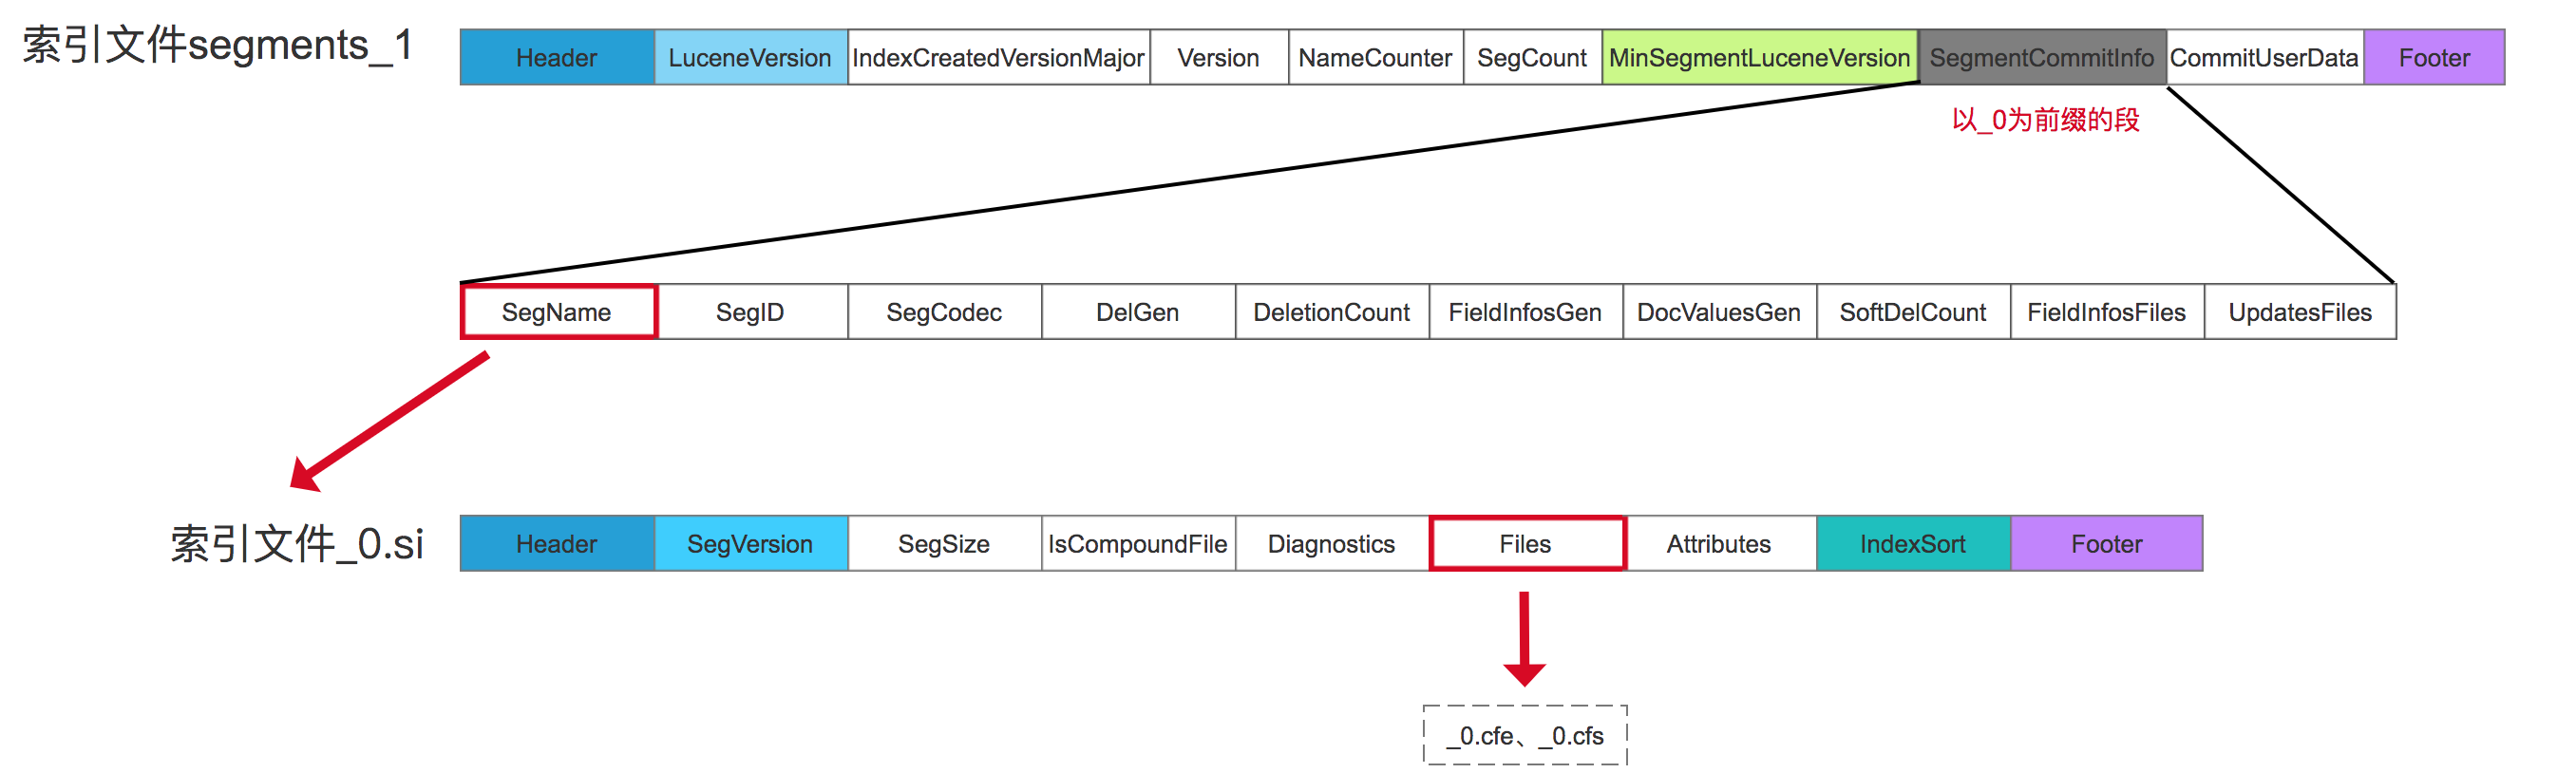 索引文件segments_1
Header LuceneVersion IndexCreatedVersionMajor Version NameCounter SegCount MinSegmentLuceneVersion SegmentCommitInfo CommitUserData Footer
以_0为前缀的段
SegName SegID SegCodec DelGen DeletionCount FieldInfosGen DocValuesGen SoftDelCount FieldInfosFiles UpdatesFiles
索引文件_0.si
Header SegVersion SegSize IsCompoundFile Diagnostics Files Attributes IndexSort Footer
_0.cfe、_0.cfs